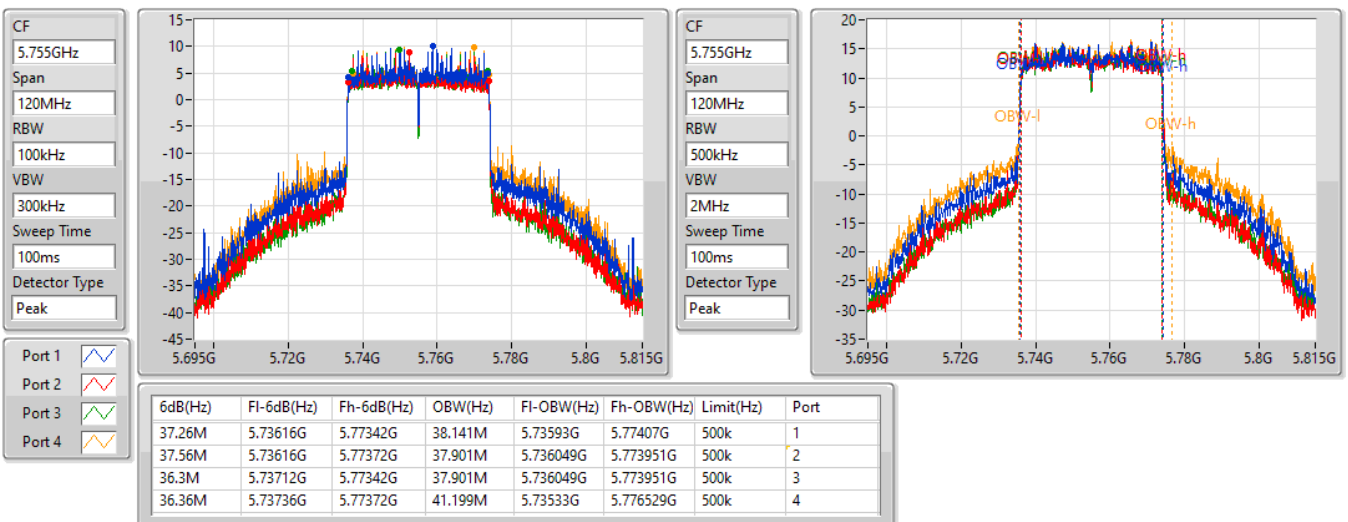 CF
5.755GHz
Span
120MHz
RBW
100kHz
VBW
300kHz
Sweep Time
100ms
Detector Type
Peak
15
10
5
0
-5
-10
-15
-20
-25
-30
-35
-40
-45
5.695G 5.72G 5.74G 5.76G 5.78G 5.8G 5.815G
CF
5.755GHz
Span
120MHz
RBW
500kHz
VBW
2MHz
Sweep Time
100ms
Detector Type
Peak
20
15
10
5
0
-5
-10
-15
-20
-25
-30
-35
OBW-l
OBW-h
5.695G 5.72G 5.74G 5.76G 5.78G 5.8G 5.815G
Port 1
Port 2
Port 3
Port 4
6dB(Hz) Fl-6dB(Hz) Fh-6dB(Hz) OBW(Hz) Fl-OBW(Hz) Fh-OBW(Hz) Limit(Hz) Port
37.26M 5.73616G 5.77342G 38.141M 5.73593G 5.77407G 500k 1
37.56M 5.73616G 5.77372G 37.901M 5.736049G 5.773951G 500k 2
36.3M 5.73712G 5.77342G 37.901M 5.736049G 5.773951G 500k 3
36.36M 5.73736G 5.77372G 41.199M 5.73533G 5.776529G 500k 4